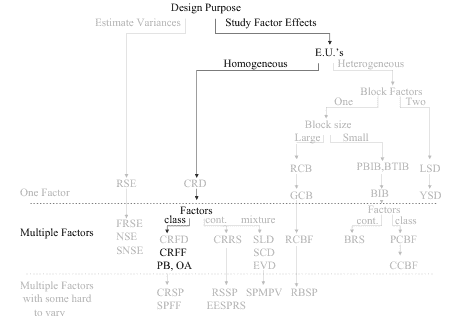 Design Purpose
Estimate Variances Study Factor Effects
E.U.'s
Homogeneous Heterogeneous
Block Factors
One Two
Block size
Large Small
RCB PBIB,BTIB LSD
RSE CRD
One Factor GCB BIB YSD
Factors Factors
class cont. mixture cont. class
FRSE
Multiple Factors NSE CRFD CRRS SLD RCBF BRS PCBF
SNSE CRFF SCD
PB, OA EVD CCBF
Multiple Factors CRSP RSSP SPMPV RBSP
with some hard SPFF EESPRS
to vary